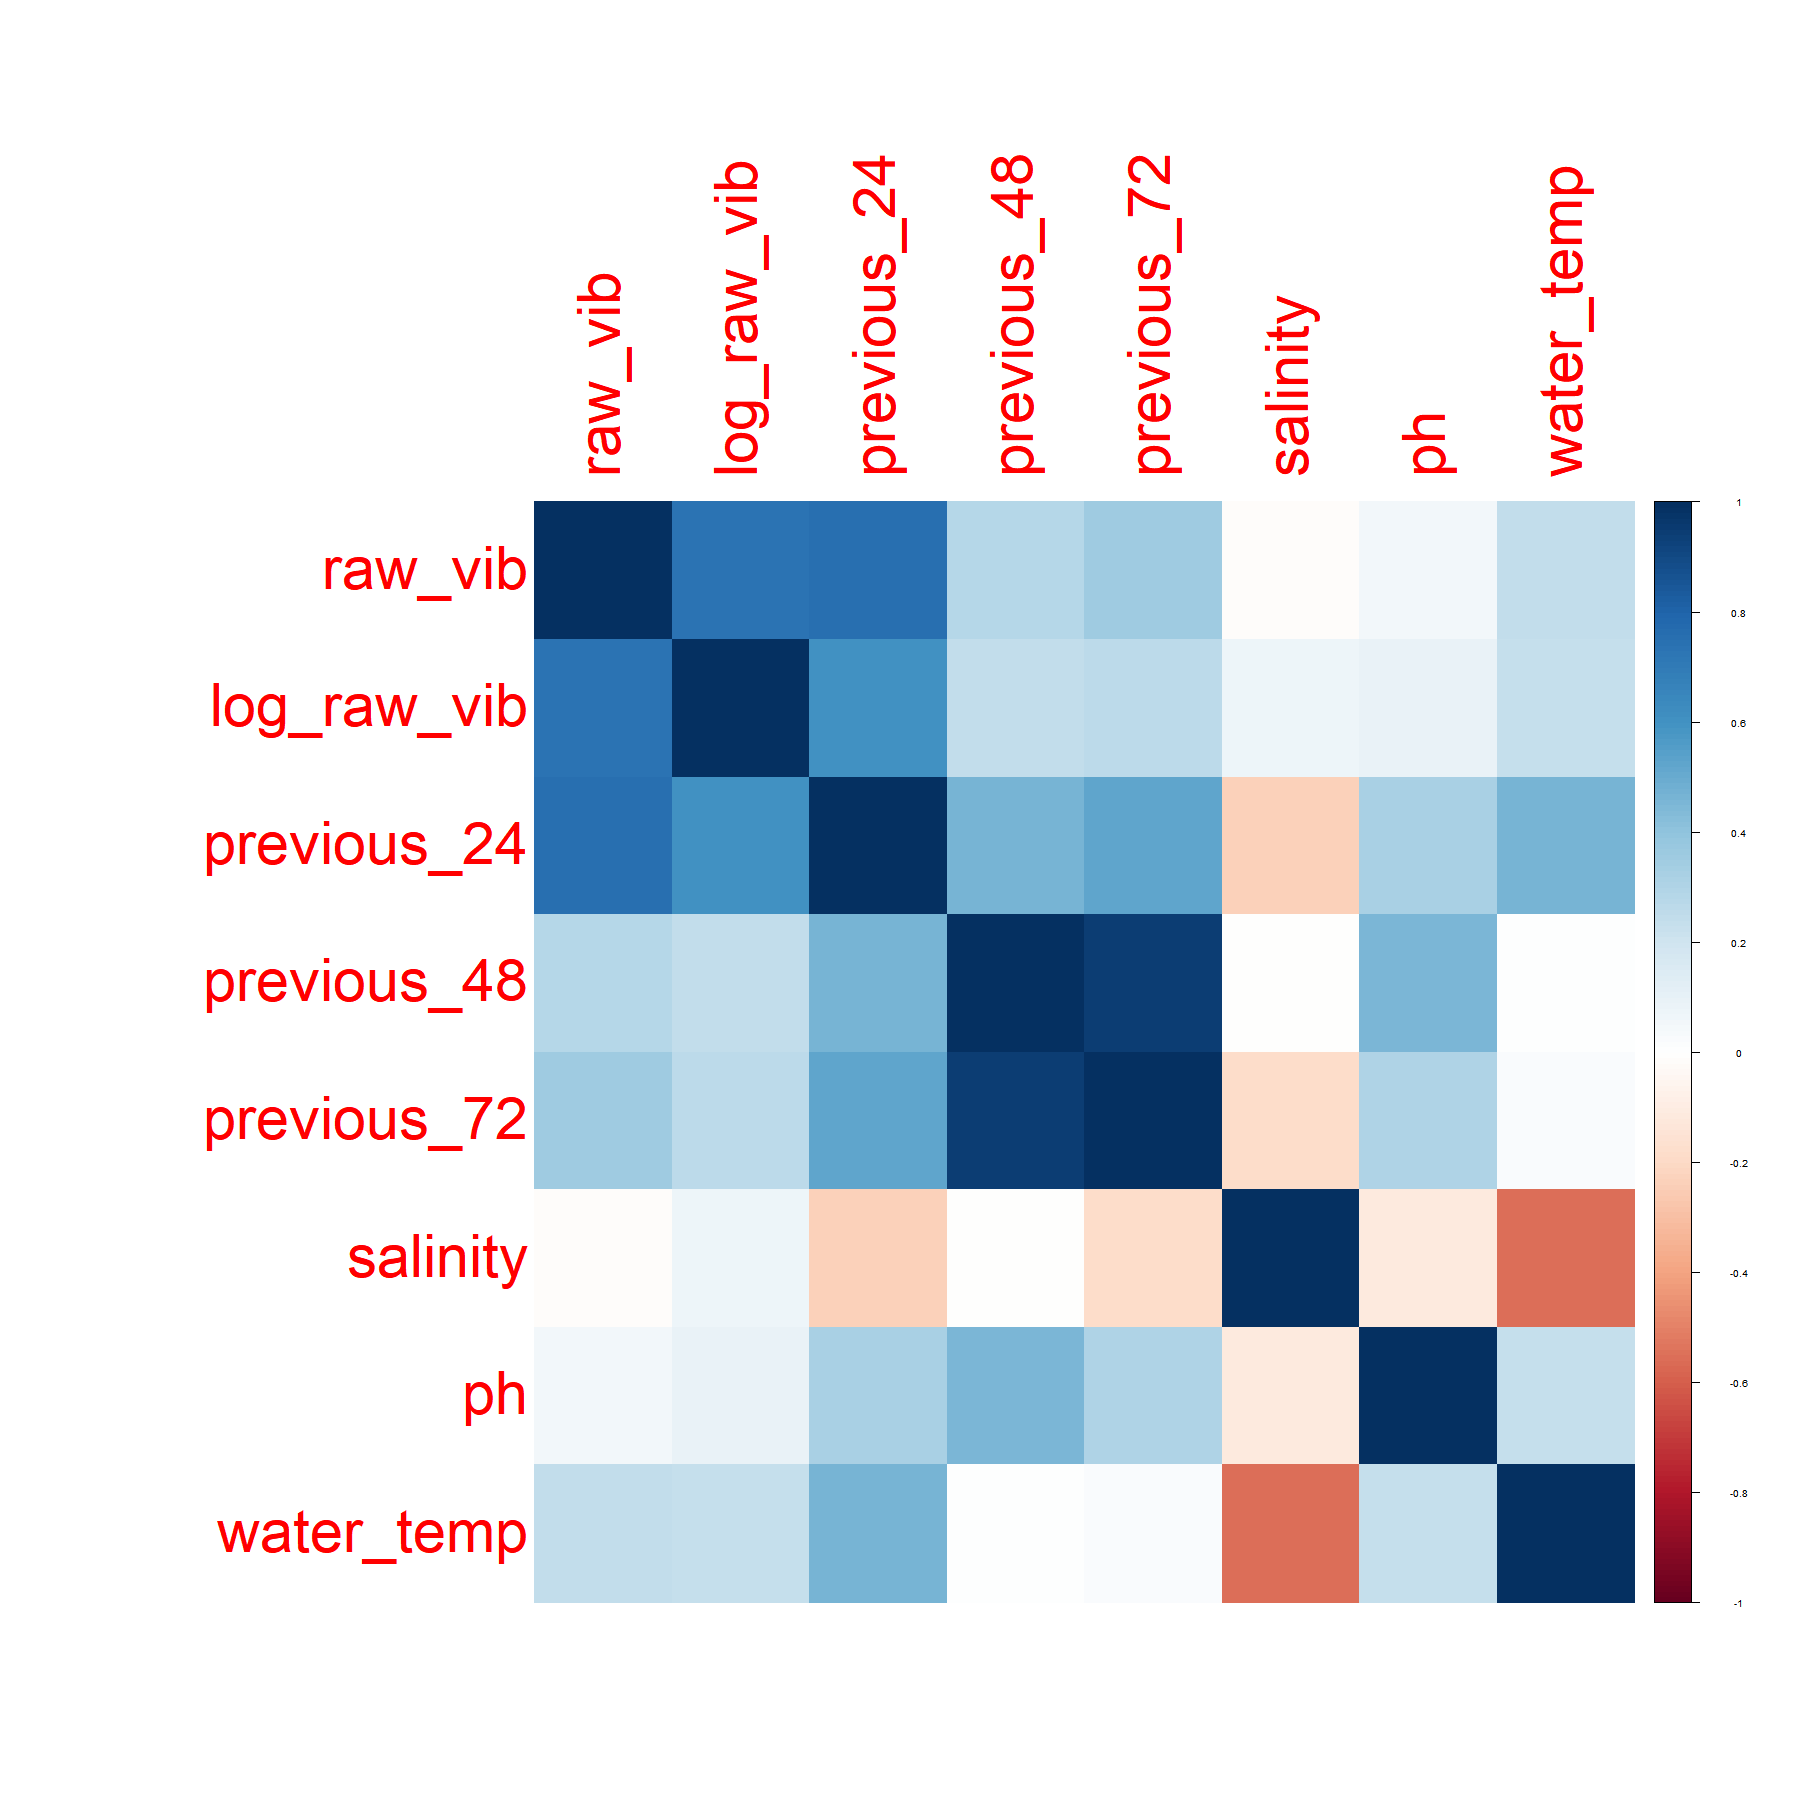 raw_vib
log_raw_vib
previous_24
previous_48
previous_72
salinity
ph
water_temp
raw_vib
log_raw_vib
previous_24
previous_48
previous_72
salinity
ph
water_temp
1
0.8
0.6
0.4
0.2
0
-0.2
-0.4
-0.6
-0.8
-1